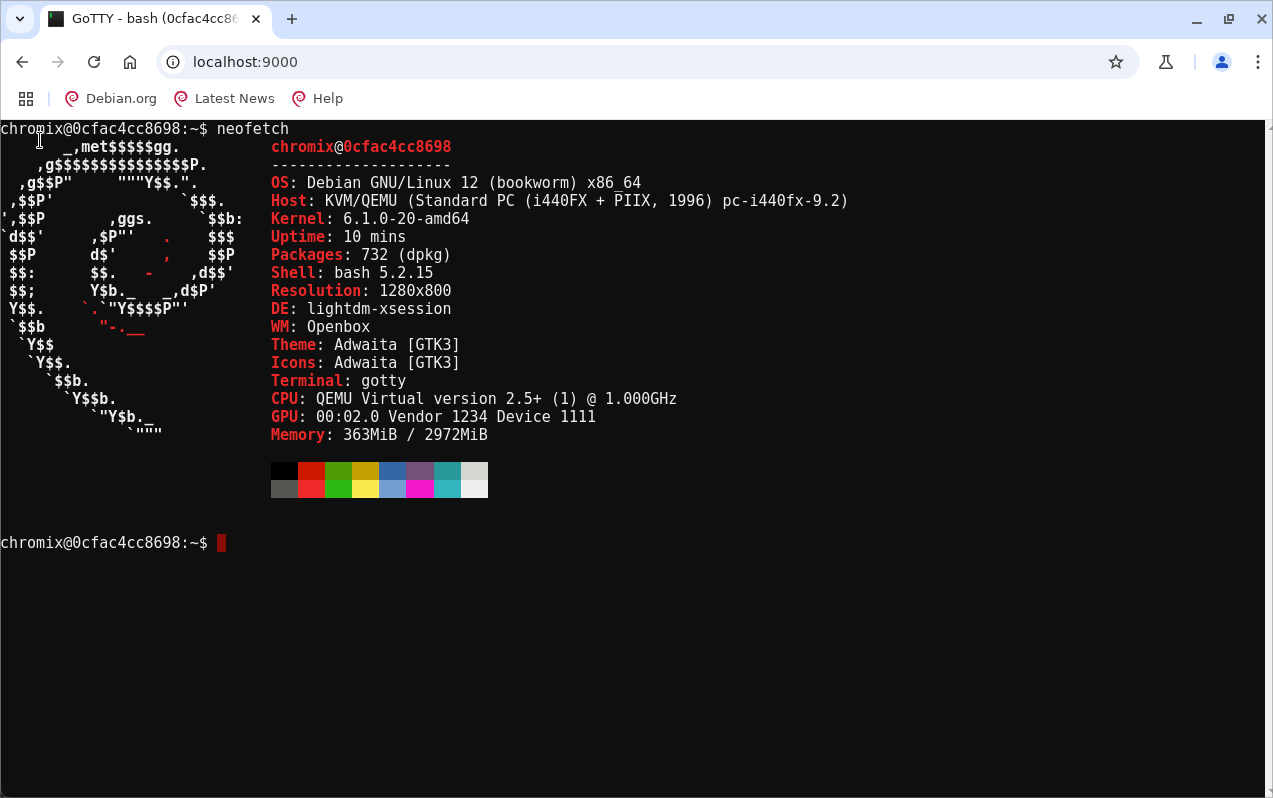 GoTTY - bash (0cfac4cc86
localhost:9000
Debian.org Latest News Help
chromix@0cfac4cc8698:~$ neofetch
       _,met$$$$$gg.          chromix@0cfac4cc8698
    ,g$$$$$$$$$$$$$$$P.       --------------------
  ,g$$P"     """Y$$.".        OS: Debian GNU/Linux 12 (bookworm) x86_64
 ,$$P'              `$$$.     Host: KVM/QEMU (Standard PC (i440FX + PIIX, 1996) pc-i440fx-9.2)
',$$P       ,ggs.     `$$b:   Kernel: 6.1.0-20-amd64
`d$$'     ,$P"'   .    $$$    Uptime: 10 mins
 $$P      d$'     ,    $$P    Packages: 732 (dpkg)
 $$:      $$.   -    ,d$$'    Shell: bash 5.2.15
 $$;      Y$b._   _,d$P'      Resolution: 1280x800
 Y$$.    `.`"Y$$$$P"'         DE: lightdm-xsession
 `$$b      "-.__              WM: Openbox
  `Y$$                        Theme: Adwaita [GTK3]
   `Y$$.                      Icons: Adwaita [GTK3]
     `$$b.                    Terminal: gotty
       `Y$$b.                 CPU: QEMU Virtual version 2.5+ (1) @ 1.000GHz
          `"Y$b._             GPU: 00:02.0 Vendor 1234 Device 1111
              `"""            Memory: 363MiB / 2972MiB
chromix@0cfac4cc8698:~$